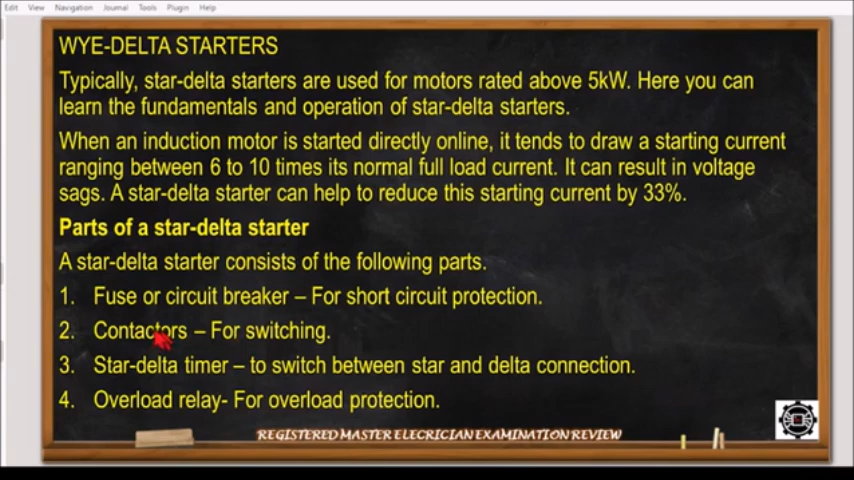 Edit View Navigation Journal Tools Plugin Help
WYE-DELTA STARTERS
Typically, star-delta starters are used for motors rated above 5kW. Here you can
learn the fundamentals and operation of star-delta starters.
When an induction motor is started directly online, it tends to draw a starting current
ranging between 6 to 10 times its normal full load current. It can result in voltage
sags. A star-delta starter can help to reduce this starting current by 33%.
Parts of a star-delta starter
A star-delta starter consists of the following parts.
1. Fuse or circuit breaker – For short circuit protection.
2. Contactors – For switching.
3. Star-delta timer – to switch between star and delta connection.
4. Overload relay- For overload protection.
REGISTERED MASTER ELECRICIAN EXAMINATION REVIEW